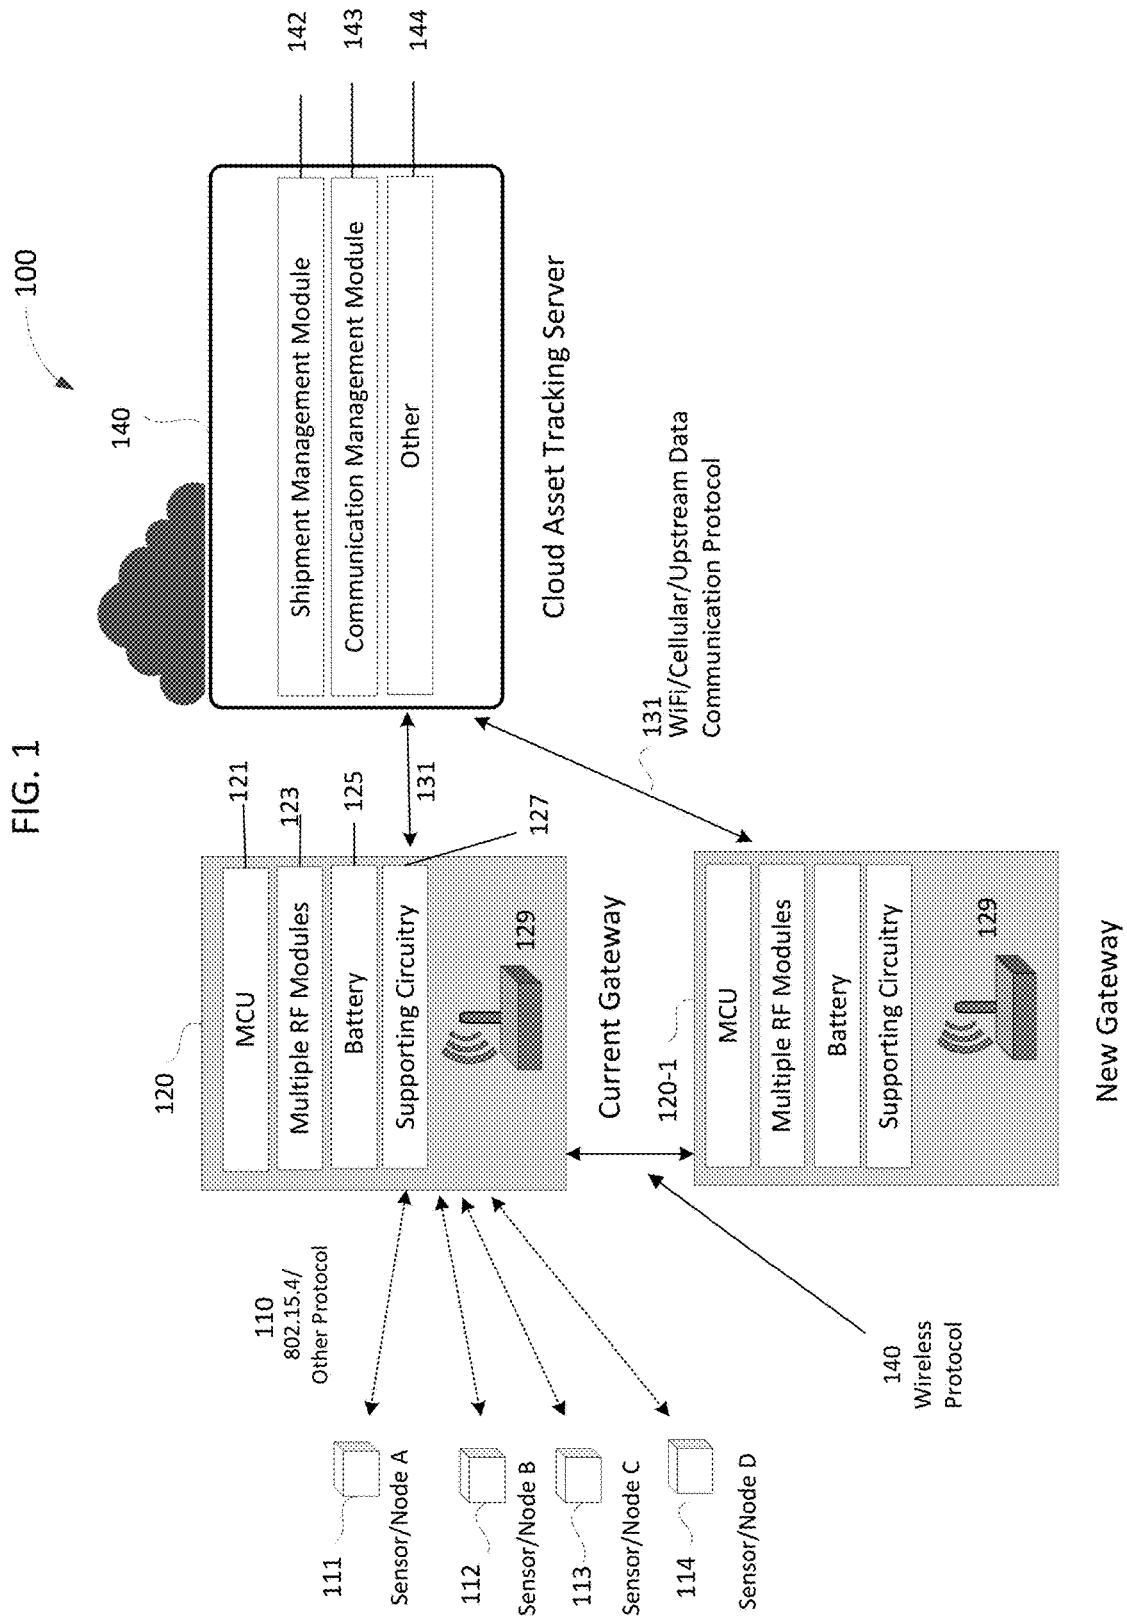 FIG. 1
100
140
142
143
144
Shipment Management Module
Communication Management Module
Other
Cloud Asset Tracking Server
120
121
123
125
127
MCU
Multiple RF Modules
Battery
Supporting Circuitry
129
Current Gateway
131
131
WiFi/Cellular/Upstream Data
Communication Protocol
110
802.15.4/
Other Protocol
111
Sensor/Node A
112
Sensor/Node B
113
Sensor/Node C
114
Sensor/Node D
140
Wireless
Protocol
120-1
MCU
Multiple RF Modules
Battery
Supporting Circuitry
129
New Gateway